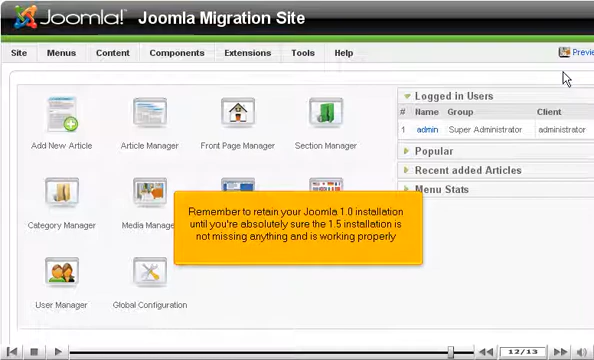 Joomla! Joomla Migration Site
Site Menus Content Components Extensions Tools Help Previe
Logged in Users
# Name Group Client
1 admin Super Administrator administrator
Popular
Recent added Articles
Menu Stats
Add New Article Article Manager Front Page Manager Section Manager
Category Manager Media Manage
Remember to retain your Joomla 1.0 installation
until you're absolutely sure the 1.5 installation is
not missing anything and is working properly
User Manager Global Configuration
12/13